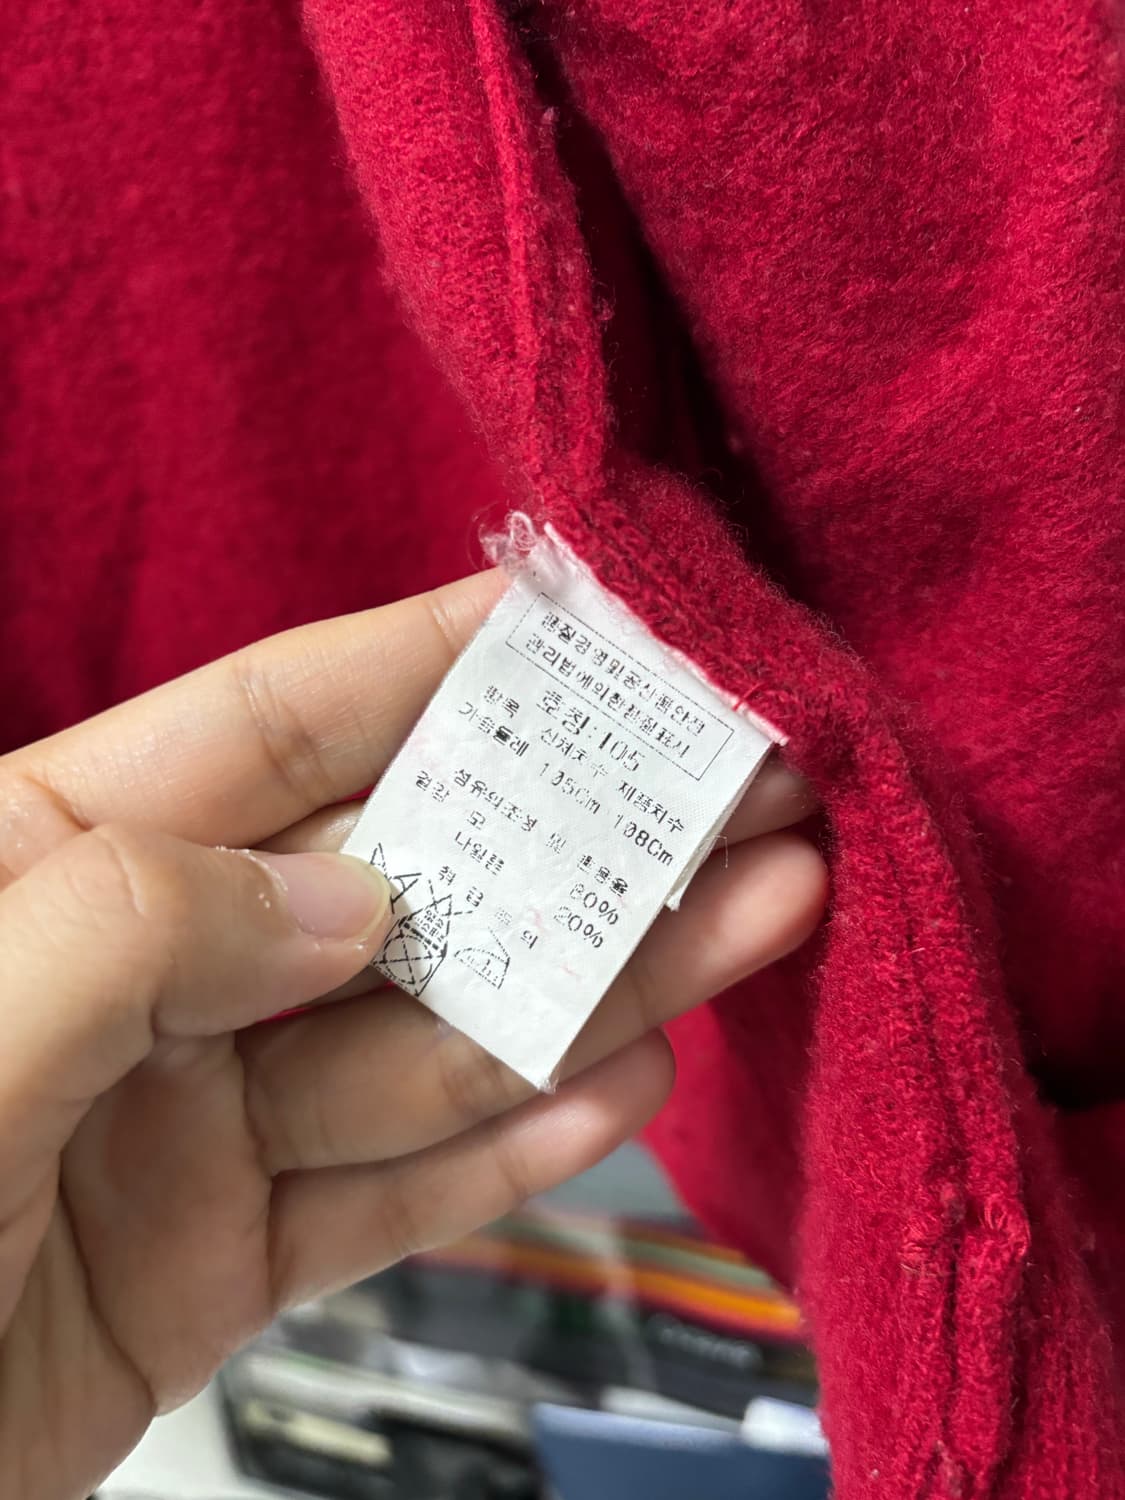 품질경영및공산품안전
관리법에의한품질표시
호칭:105
품목 신체치수 제품치수
가슴둘레 105Cm 108Cm
섬유의조성 및 혼용율
겉감
모 80%
나일론 20%